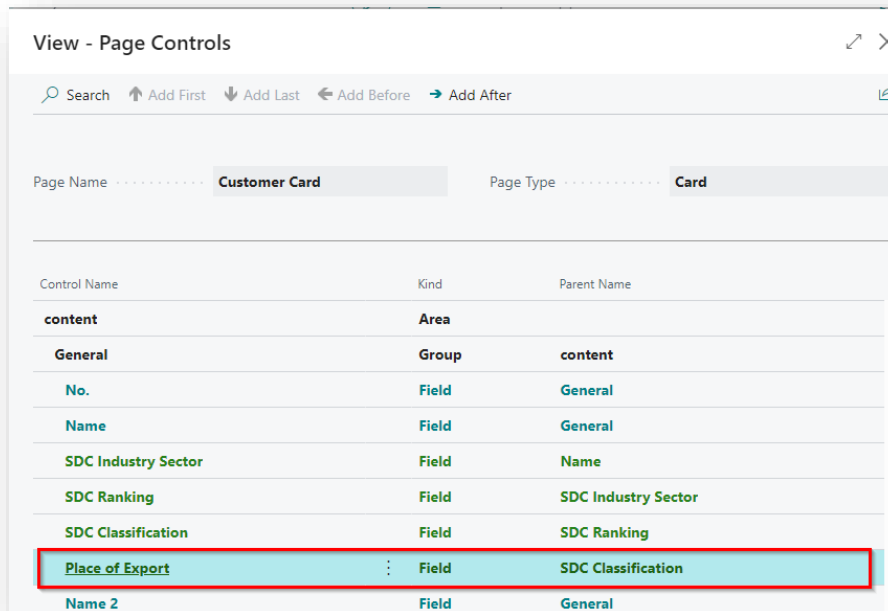 View - Page Controls
Search Add First Add Last Add Before Add After
Page Name Customer Card Page Type Card
Control Name Kind Parent Name
content Area
General Group content
No. Field General
Name Field General
SDC Industry Sector Field Name
SDC Ranking Field SDC Industry Sector
SDC Classification Field SDC Ranking
Place of Export Field SDC Classification
Name 2 Field General